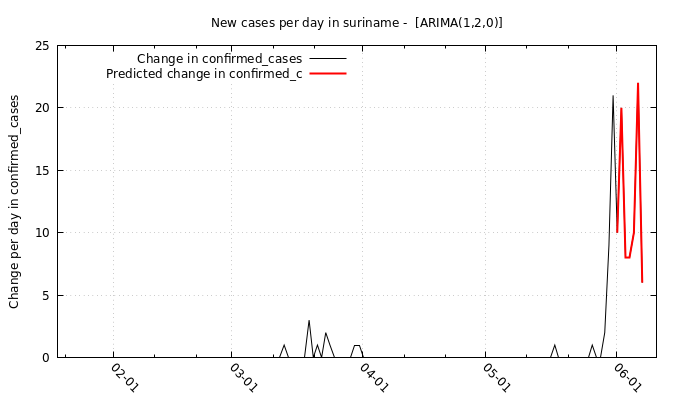 New cases per day in suriname -  [ARIMA(1,2,0)]
Change in confirmed_cases
Predicted change in confirmed_c
Change per day in confirmed_cases
25
20
15
10
5
0
02-01
03-01
04-01
05-01
06-01